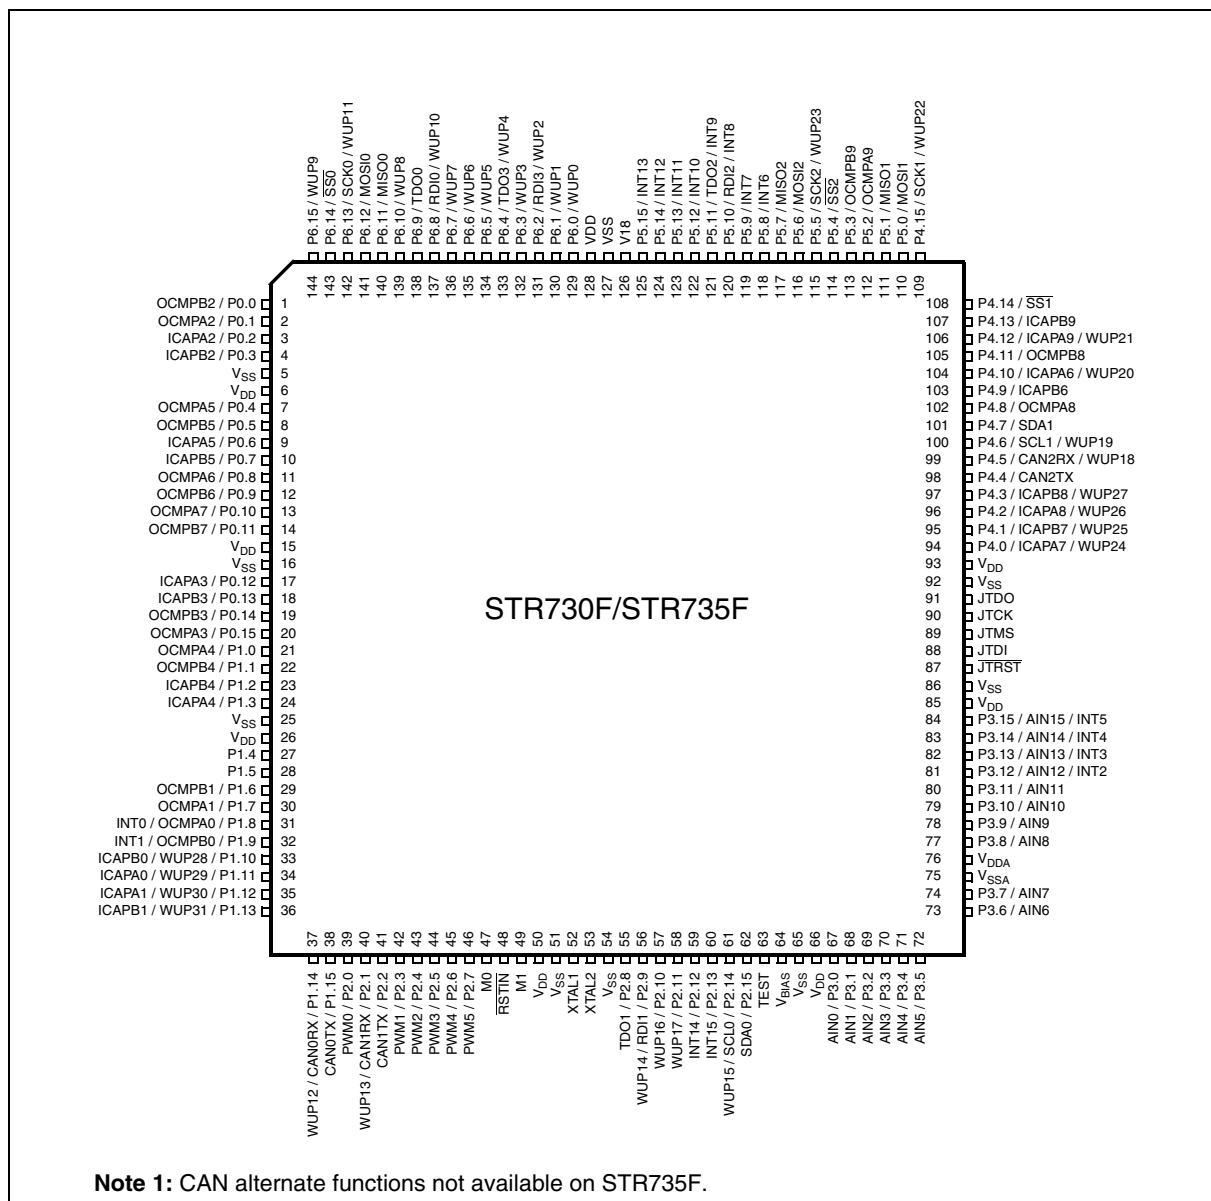 P6.15 / WUP9
P6.14 / SS0
P6.13 / SCK0 / WUP11
P6.12 / MOSI0
P6.11 / MISO0
P6.10 / WUP8
P6.9 / TDO0
P6.8 / RDI0 / WUP10
P6.7 / WUP7
P6.6 / WUP6
P6.5 / WUP5
P6.4 / TDO3 / WUP4
P6.3 / WUP3
P6.2 / RDI3 / WUP2
P6.1 / WUP1
P6.0 / WUP0
VDD
VSS
V18
P5.15 / INT13
P5.14 / INT12
P5.13 / INT11
P5.12 / INT10
P5.11 / TDO2 / INT9
P5.10 / RDI2 / INT8
P5.9 / INT7
P5.8 / INT6
P5.7 / MISO2
P5.6 / MOSI2
P5.5 / SCK2 / WUP23
P5.4 / SS2
P5.3 / OCMPB9
P5.2 / OCMPA9
P5.1 / MISO1
P5.0 / MOSI1
P4.15 / SCK1 / WUP22
144 143 142 141 140 139 138 137 136 135 134 133 132 131 130 129 128 127 126 125 124 123 122 121 120 119 118 117 116 115 114 113 112 111 110 109
OCMPB2 / P0.0 1
OCMPA2 / P0.1 2
ICAPA2 / P0.2 3
ICAPB2 / P0.3 4
VSS 5
VDD 6
OCMPA5 / P0.4 7
OCMPB5 / P0.5 8
ICAPA5 / P0.6 9
ICAPB5 / P0.7 10
OCMPA6 / P0.8 11
OCMPB6 / P0.9 12
OCMPA7 / P0.10 13
OCMPB7 / P0.11 14
VDD 15
VSS 16
ICAPA3 / P0.12 17
ICAPB3 / P0.13 18
OCMPB3 / P0.14 19
OCMPA3 / P0.15 20
OCMPA4 / P1.0 21
OCMPB4 / P1.1 22
ICAPB4 / P1.2 23
ICAPA4 / P1.3 24
VSS 25
VDD 26
P1.4 27
P1.5 28
OCMPB1 / P1.6 29
OCMPA1 / P1.7 30
INT0 / OCMPA0 / P1.8 31
INT1 / OCMPB0 / P1.9 32
ICAPB0 / WUP28 / P1.10 33
ICAPA0 / WUP29 / P1.11 34
ICAPA1 / WUP30 / P1.12 35
ICAPB1 / WUP31 / P1.13 36
STR730F/STR735F
108 P4.14 / SS1
107 P4.13 / ICAPB9
106 P4.12 / ICAPA9 / WUP21
105 P4.11 / OCMPB8
104 P4.10 / ICAPA6 / WUP20
103 P4.9 / ICAPB6
102 P4.8 / OCMPA8
101 P4.7 / SDA1
100 P4.6 / SCL1 / WUP19
99 P4.5 / CAN2RX / WUP18
98 P4.4 / CAN2TX
97 P4.3 / ICAPB8 / WUP27
96 P4.2 / ICAPA8 / WUP26
95 P4.1 / ICAPB7 / WUP25
94 P4.0 / ICAPA7 / WUP24
93 VDD
92 VSS
91 JTDO
90 JTCK
89 JTMS
88 JTDI
87 JTRST
86 VSS
85 VDD
84 P3.15 / AIN15 / INT5
83 P3.14 / AIN14 / INT4
82 P3.13 / AIN13 / INT3
81 P3.12 / AIN12 / INT2
80 P3.11 / AIN11
79 P3.10 / AIN10
78 P3.9 / AIN9
77 P3.8 / AIN8
76 VDDA
75 VSSA
74 P3.7 / AIN7
73 P3.6 / AIN6
37 38 39 40 41 42 43 44 45 46 47 48 49 50 51 52 53 54 55 56 57 58 59 60 61 62 63 64 65 66 67 68 69 70 71 72
WUP12 / CAN0RX / P1.14
CAN0TX / P1.15
PWM0 / P2.0
WUP13 / CAN1RX / P2.1
CAN1TX / P2.2
PWM1 / P2.3
PWM2 / P2.4
PWM3 / P2.5
PWM4 / P2.6
PWM5 / P2.7
M0
RSTIN
M1
VDD
VSS
XTAL1
XTAL2
VSS
TDO1 / P2.8
WUP14 / RDI1 / P2.9
WUP16 / P2.10
WUP17 / P2.11
INT14 / P2.12
INT15 / P2.13
WUP15 / SCL0 / P2.14
SDA0 / P2.15
TEST
VBIAS
VSS
VDD
AIN0 / P3.0
AIN1 / P3.1
AIN2 / P3.2
AIN3 / P3.3
AIN4 / P3.4
AIN5 / P3.5
Note 1: CAN alternate functions not available on STR735F.